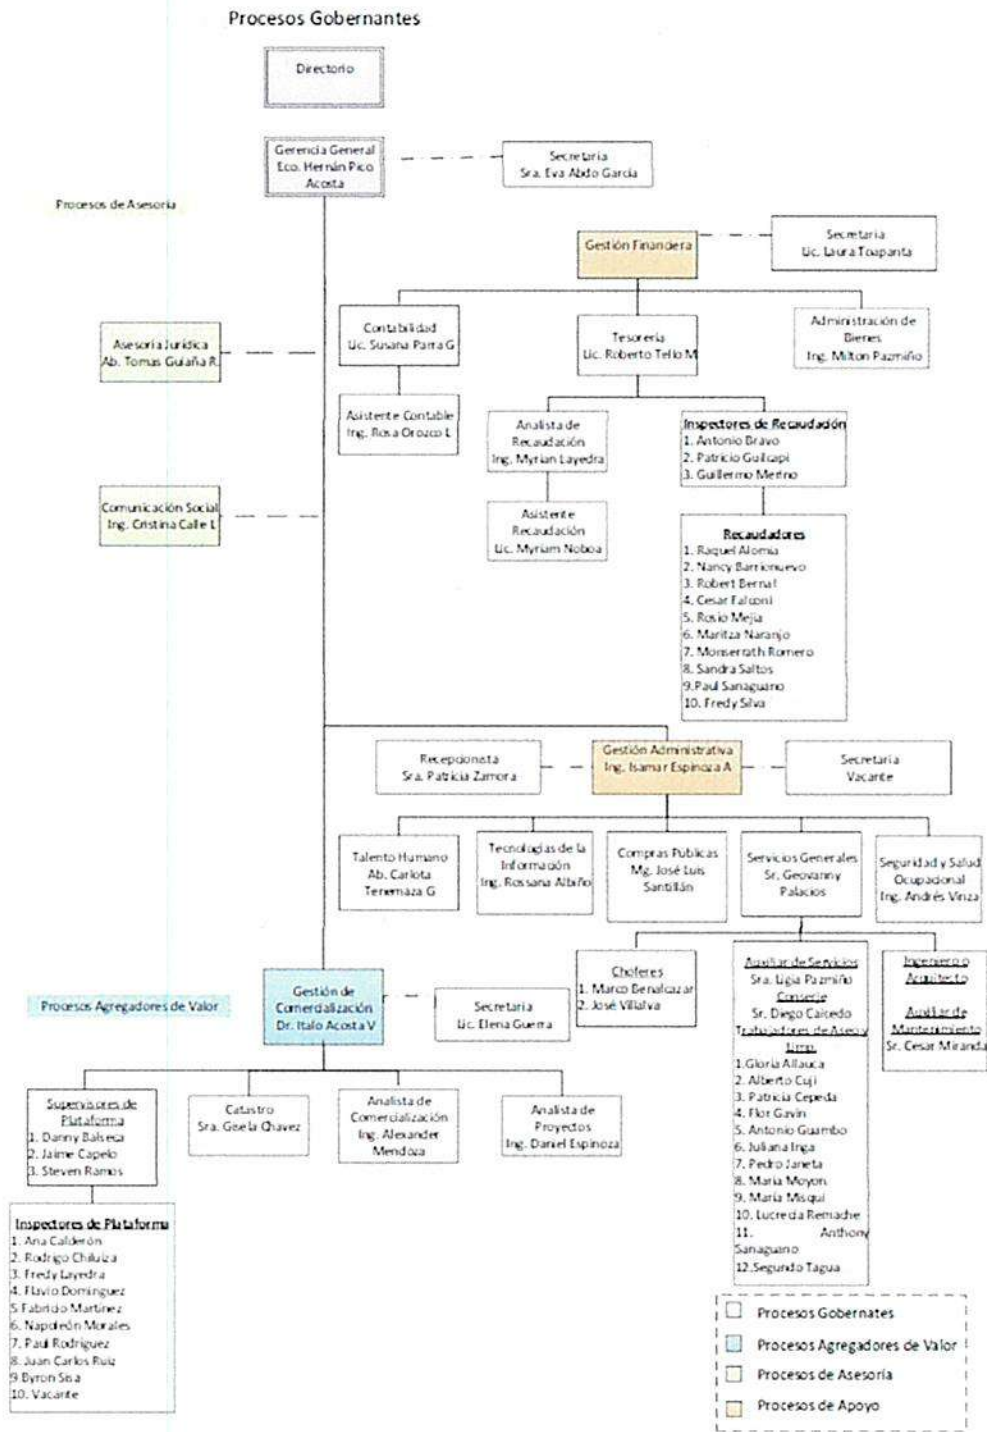 Procesos Gobernantes
Directorio
Gerencia General
Eco. Hernán Pico
Acosta
Secretaria
Sra. Eva Abdo García
Procesos de Asesoría
Gestión Financiera
Secretaria
Lic. Laura Toapanta
Contabilidad
Lic. Susana Parra G
Tesorería
Lic. Roberto Tello M
Administración de
Bienes
Ing. Milton Pazmiño
Asesoría Jurídica
Ab. Tomas Guiaña R.
Asistente Contable
Ing. Rosa Orozco L
Analista de
Recaudación
Ing. Myrian Layedra
Inspectores de Recaudación
1. Antonio Bravo
2. Patricio Guilcapi
3. Guillermo Merino
Comunicación Social
Ing. Cristina Calle L
Asistente
Recaudación
Lic. Myriam Noboa
Recaudadores
1. Raquel Alomia
2. Nancy Barrionuevo
3. Robert Bernal
4. Cesar Falconi
5. Rosio Mejia
6. Maritza Naranjo
7. Monserrath Romero
8. Sandra Saltos
9.Paul Sanaguano
10. Fredy Silva
Recepcionista
Sra. Patricia Zamora
Gestión Administrativa
Ing. Isamar Espinoza A
Secretaria
Vacante
Talento Humano
Ab. Carlota
Tenemaza G
Tecnologías de la
Información
Ing. Rossana Albiño
Compras Públicas
Mg. José Luis
Santillán
Servicios Generales
Sr. Geovanny
Palacios
Seguridad y Salud
Ocupacional
Ing. Andrés Vinza
Choferes
1. Marco Benalcazar
2. José Villalva
Auxiliar de Servicios
Sra. Ligia Pazmiño
Conserje
Sr. Diego Caicedo
Trabajadores de Aseo y
Limp.
1.Gloria Allauca
2. Alberto Cuji
3. Patricia Cepeda
4. Flor Gavin
5. Antonio Guambo
6. Juliana Inga
7. Pedro Janeta
8. Maria Moyon
9. María Misqui
10. Lucrecia Remache
11. Anthony
Sanaguano
12.Segundo Tagua
Ingeniero o
Arquitecto
Auxiliar de
Mantenimiento
Sr. Cesar Miranda
Procesos Agregadores de Valor
Gestión de
Comercialización
Dr. Italo Acosta V
Secretaria
Lic. Elena Guerra
Supervisores de
Plataforma
1. Danny Balseca
2. Jaime Capelo
3. Steven Ramos
Catastro
Sra. Gisela Chavez
Analista de
Comercialización
Ing. Alexander
Mendoza
Analista de
Proyectos
Ing. Daniel Espinoza
Inspectores de Plataforma
1. Ana Calderón
2. Rodrigo Chiluiza
3. Fredy Layedra
4. Flavio Dominguez
5 Fabricio Martínez
6. Napoleón Morales
7. Paul Rodríguez
8. Juan Carlos Ruiz
9 Byron Sisa
10. Vacante
Procesos Gobernates
Procesos Agregadores de Valor
Procesos de Asesoría
Procesos de Apoyo